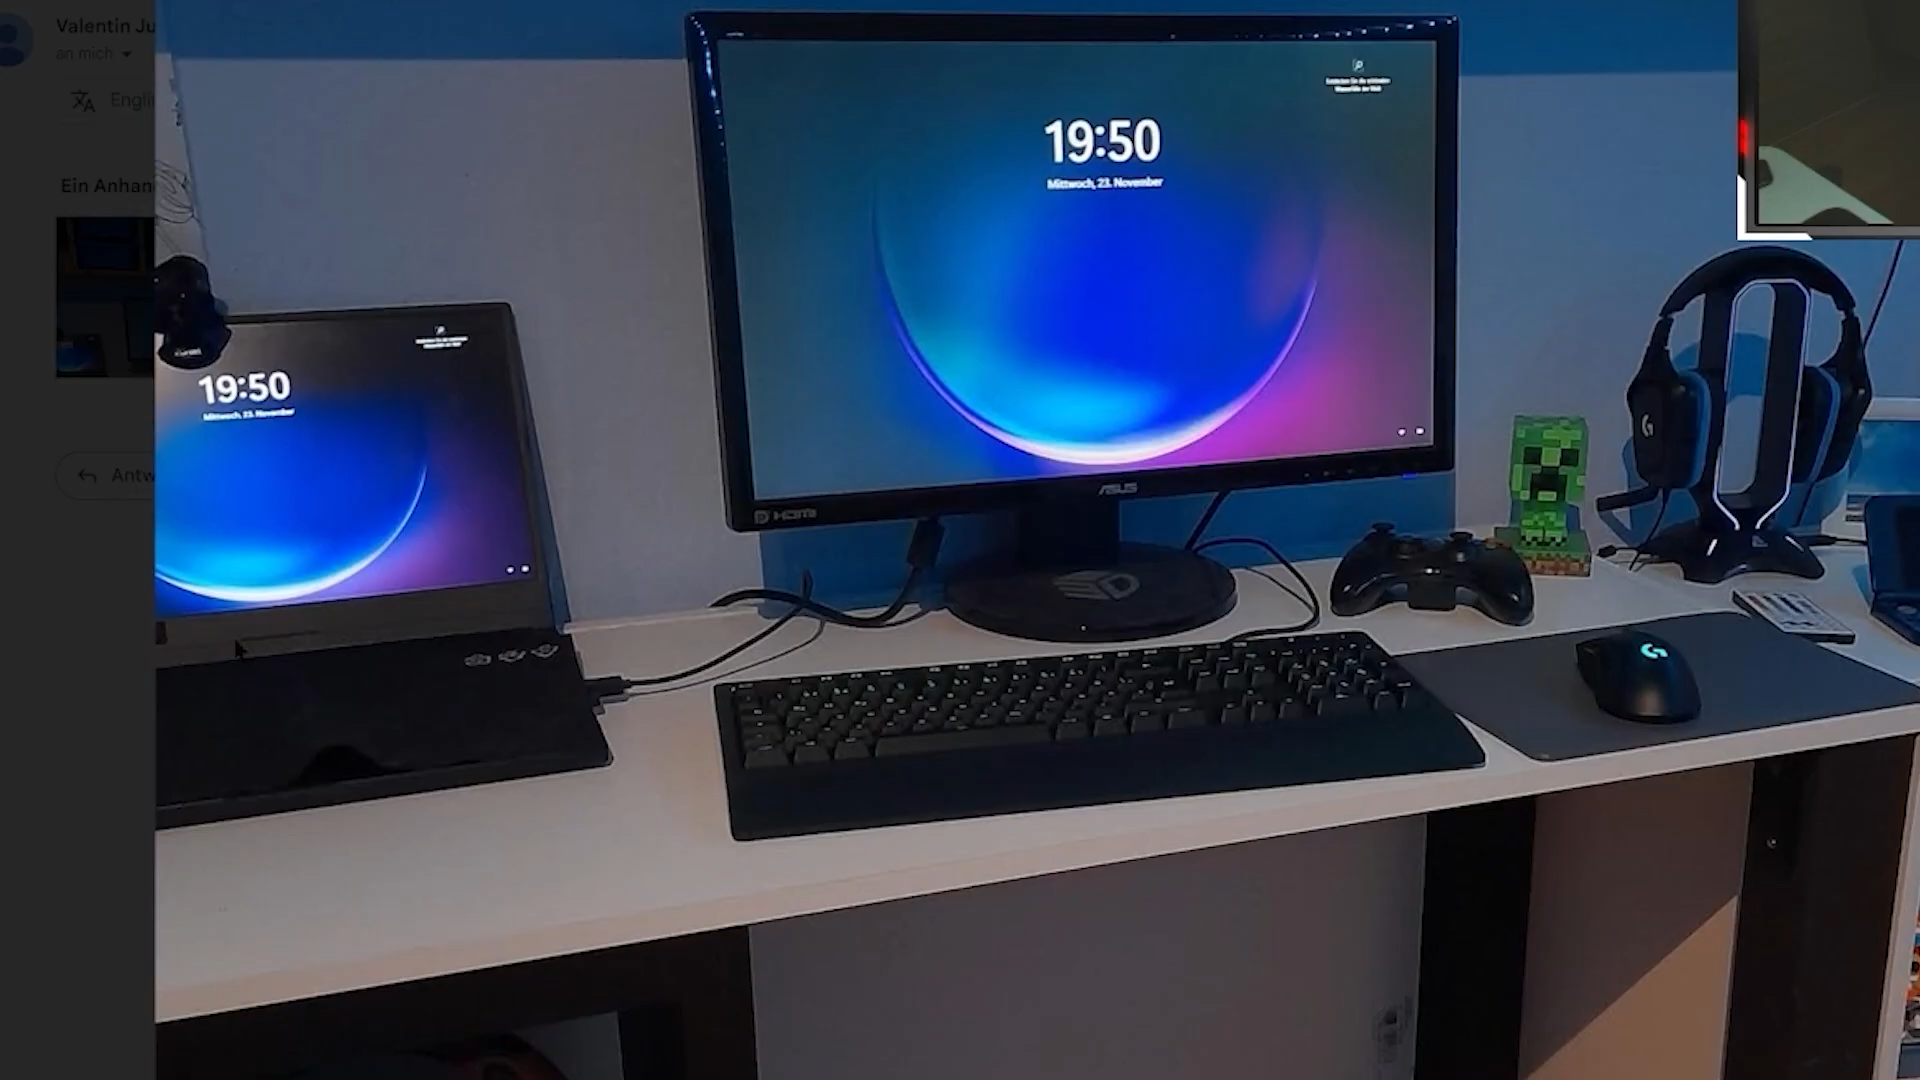 Valentin Ju
an mich
Engli
Ein Anhan
Antw
19:50
Mittwoch, 23. November
19:50
Mittwoch, 23. November
ASUS
HDMI